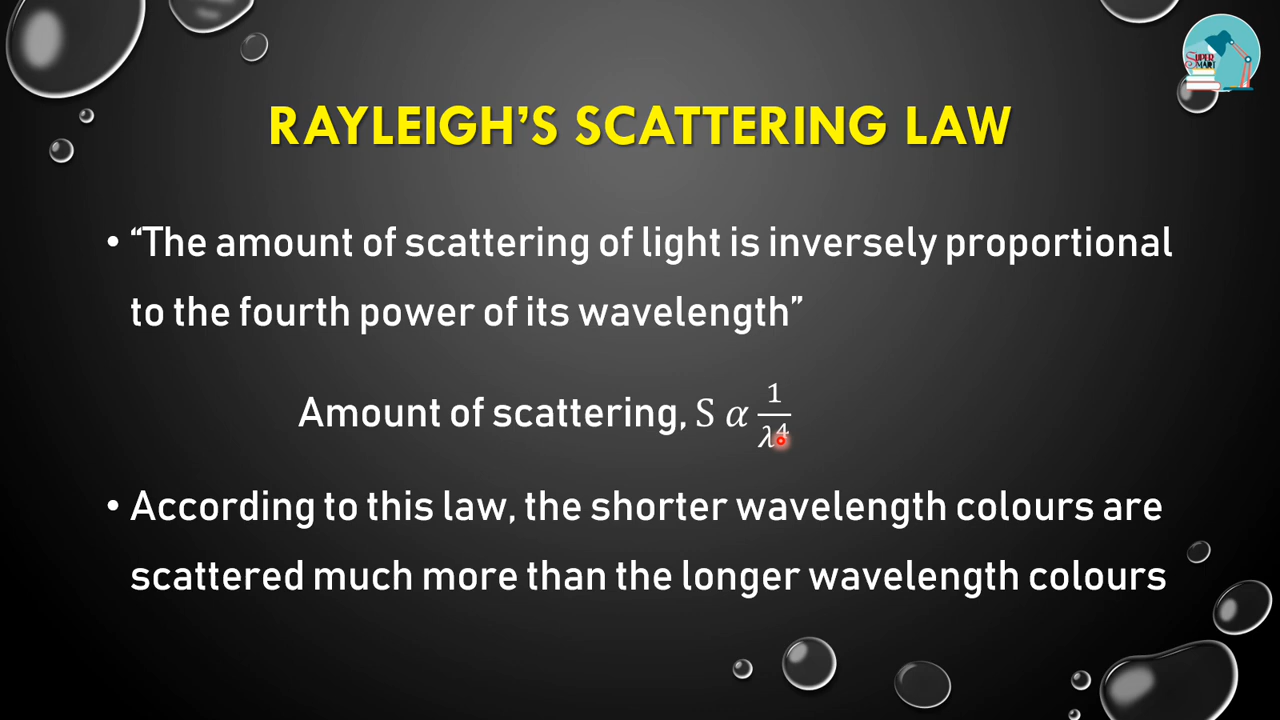 SUPER
SMART
RAYLEIGH’S SCATTERING LAW
• “The amount of scattering of light is inversely proportional
to the fourth power of its wavelength”
Amount of scattering, S α 1/λ⁴
• According to this law, the shorter wavelength colours are
scattered much more than the longer wavelength colours